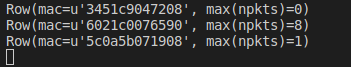 Row(mac=u'3451c9047208', max(npkts)=0)
Row(mac=u'6021c0076590', max(npkts)=8)
Row(mac=u'5c0a5b071908', max(npkts)=1)